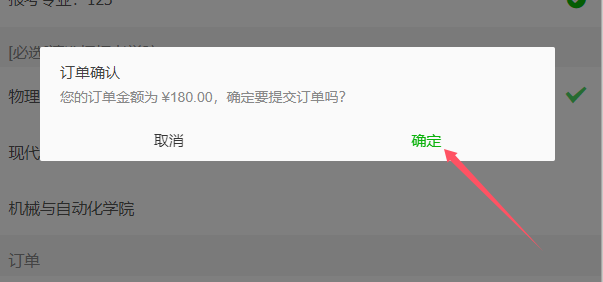 报考专业：123
[必选]
订单确认
您的订单金额为 ¥180.00，确定要提交订单吗?
物理
取消
确定
现代
机械与自动化学院
订单